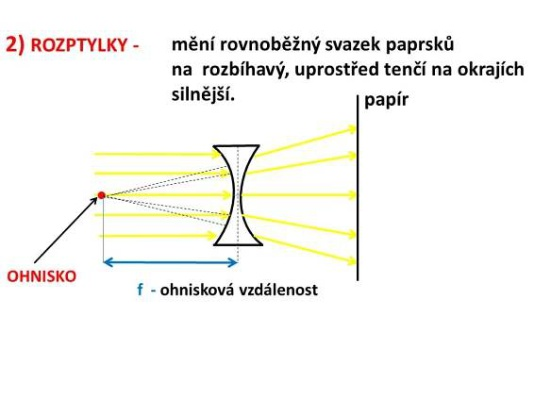 2) ROZPTYLKY - mění rovnoběžný svazek paprsků
na rozbíhavý, uprostřed tenčí na okrajích
silnější.
papír
OHNISKO
f - ohnisková vzdálenost